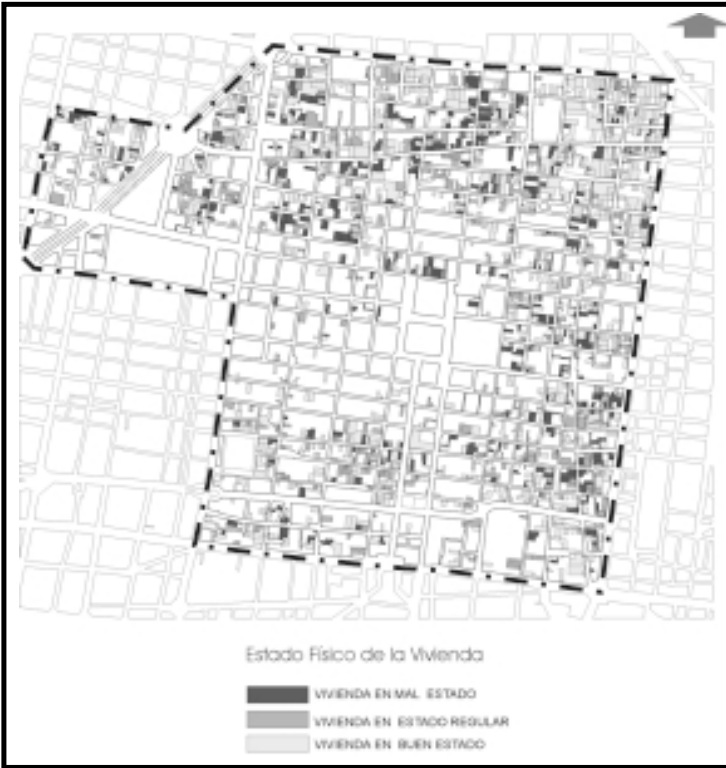 Estado Físico de la Vivienda
VIVIENDA EN MAL ESTADO
VIVIENDA EN ESTADO REGULAR
VIVIENDA EN BUEN ESTADO